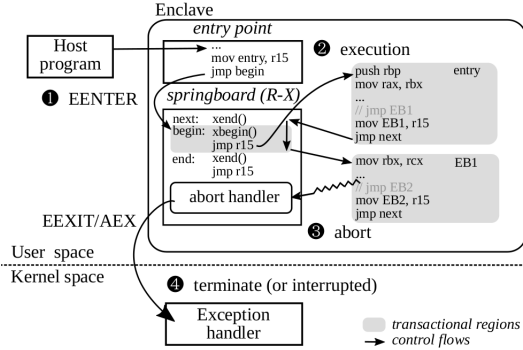 Enclave
entry point
Host
program
...
mov entry, r15
jmp begin
❶ EENTER
❷ execution
push rbp entry
mov rax, rbx
...
// jmp EB1
mov EB1, r15
jmp next
springboard (R-X)
next: xend()
begin: xbegin()
jmp r15
end: xend()
jmp r15
mov rbx, rcx EB1
...
// jmp EB2
mov EB2, r15
jmp next
abort handler
❸ abort
EEXIT/AEX
User space
Kernel space
❹ terminate (or interrupted)
Exception
handler
transactional regions
control flows